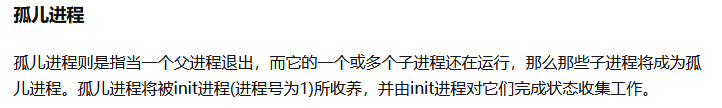 孤儿进程
孤儿进程则是指当一个父进程退出，而它的一个或多个子进程还在运行，那么那些子进程将成为孤
儿进程。孤儿进程将被init进程(进程号为1)所收养，并由init进程对它们完成状态收集工作。